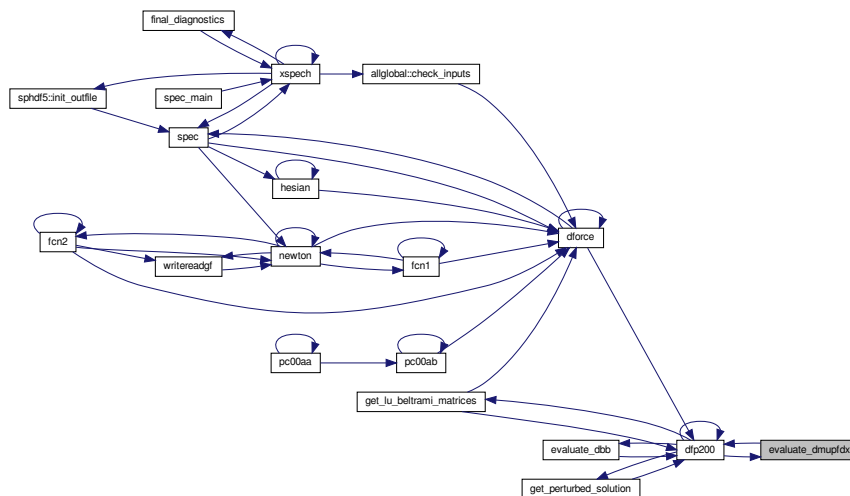 final_diagnostics
xspech
allglobal::check_inputs
sphdf5::init_outfile
spec_main
spec
hesian
dforce
fcn2
newton
writereadgf
fcn1
pc00aa
pc00ab
get_lu_beltrami_matrices
evaluate_dbb
dfp200
evaluate_dmupfdx
get_perturbed_solution